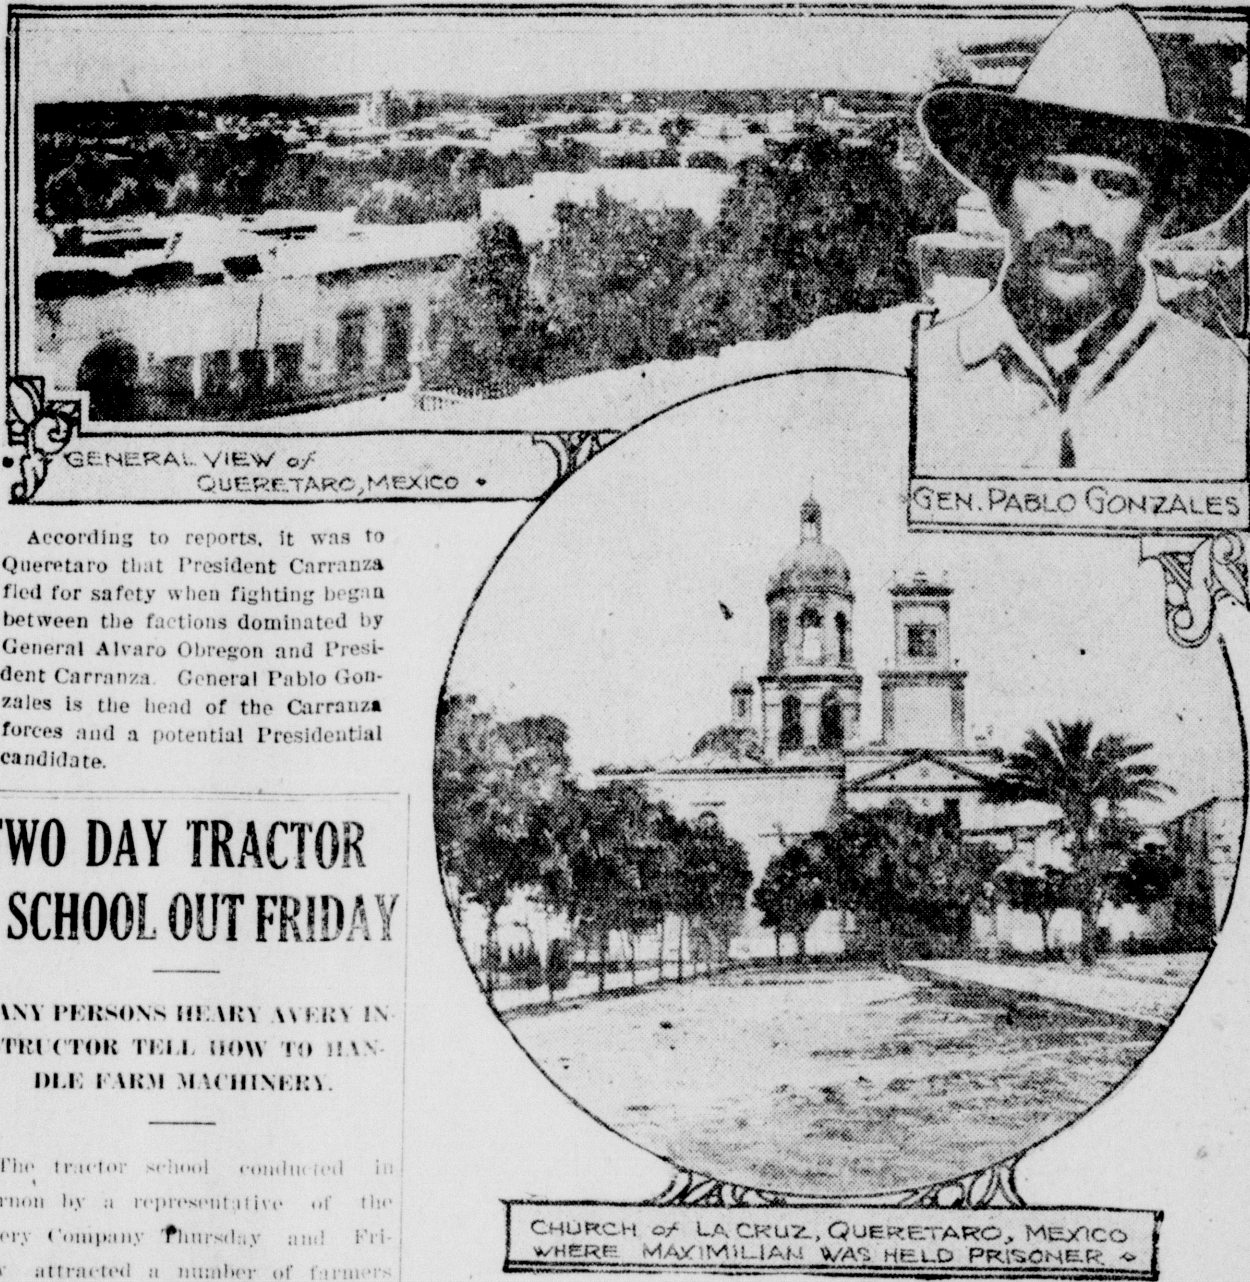 GENERAL VIEW of
QUERETARO, MEXICO
GEN. PABLO GONZALES
According to reports, it was to
Queretaro that President Carranza
fled for safety when fighting began
between the factions dominated by
General Alvaro Obregon and Presi-
dent Carranza. General Pablo Gon-
zales is the head of the Carranza
forces and a potential Presidential
candidate.
WO DAY TRACTOR
SCHOOL OUT FRIDAY
ANY PERSONS HEARY AVERY IN-
TRUCTOR TELL HOW TO HAN-
DLE FARM MACHINERY.
The tractor school conducted in
rnon by a representative of the
ery Company Thursday and Fri-
attracted a number of farmers
CHURCH of LA CRUZ, QUERETARO, MEXICO
WHERE MAXIMILIAN WAS HELD PRISONER